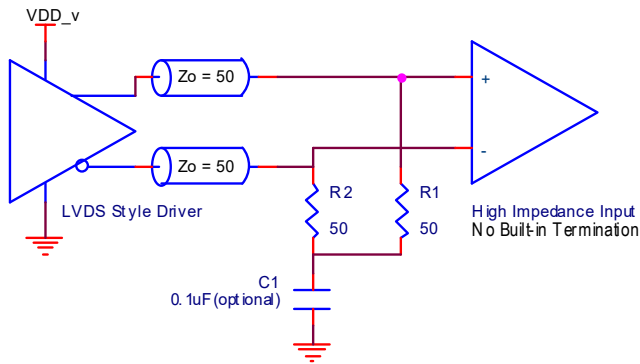 VDD_v
Zo = 50
+
Zo = 50
-
R2
R1
LVDS Style Driver
50
50
High Impedance Input
No Built-in Termination
C1
0.1uF(optional)